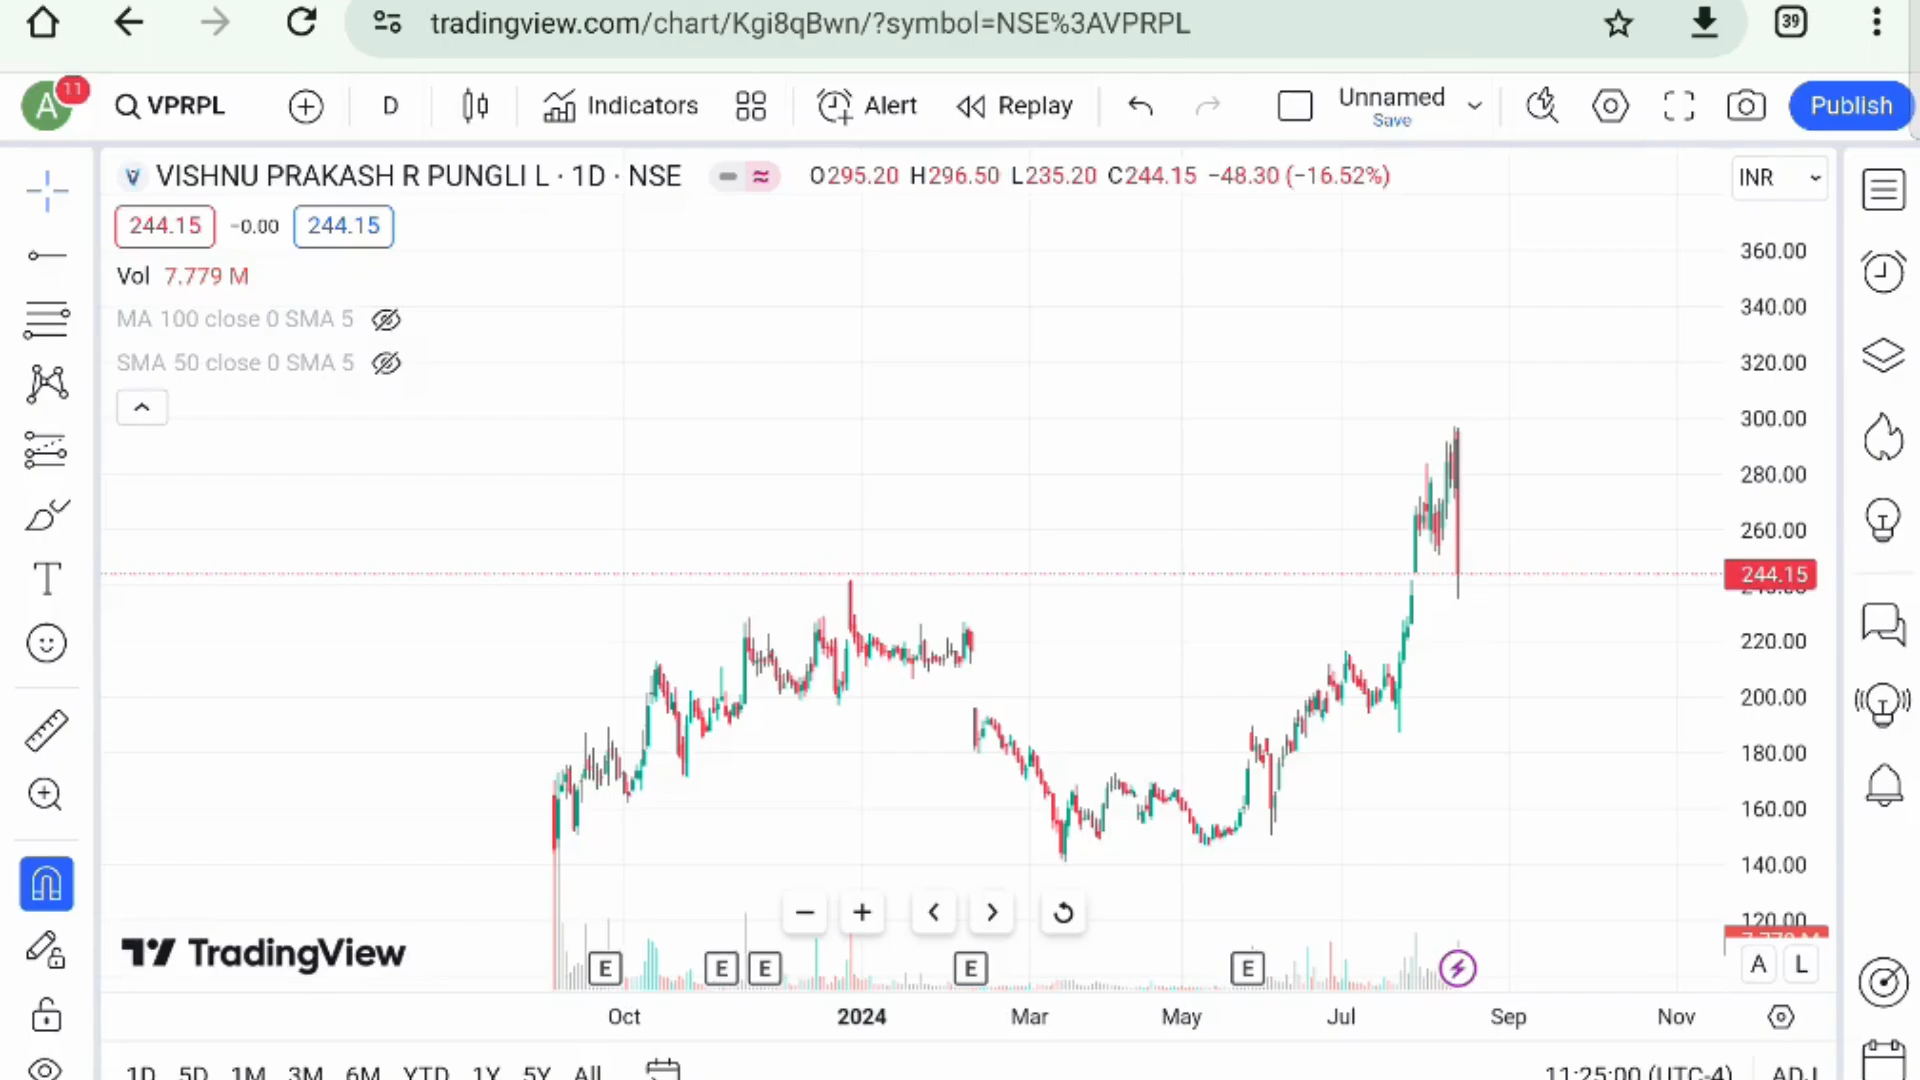 tradingview.com/chart/Kgi8qBwn/?symbol=NSE%3AVPRPL
39
A
11
VPRPL
D
Indicators
Alert
Replay
Unnamed
Save
Publish
VISHNU PRAKASH R PUNGLI L · 1D · NSE
O295.20 H296.50 L235.20 C244.15 −48.30 (−16.52%)
INR
244.15 −0.00 244.15
Vol 7.779 M
MA 100 close 0 SMA 5
SMA 50 close 0 SMA 5
360.00
340.00
320.00
300.00
280.00
260.00
244.15
220.00
200.00
180.00
160.00
140.00
120.00
TradingView
E
E
E
E
E
A
L
Oct
2024
Mar
May
Jul
Sep
Nov
1D 5D 1M 3M 6M YTD 1Y 5Y All
11:25:00 (UTC-4)
ADJ